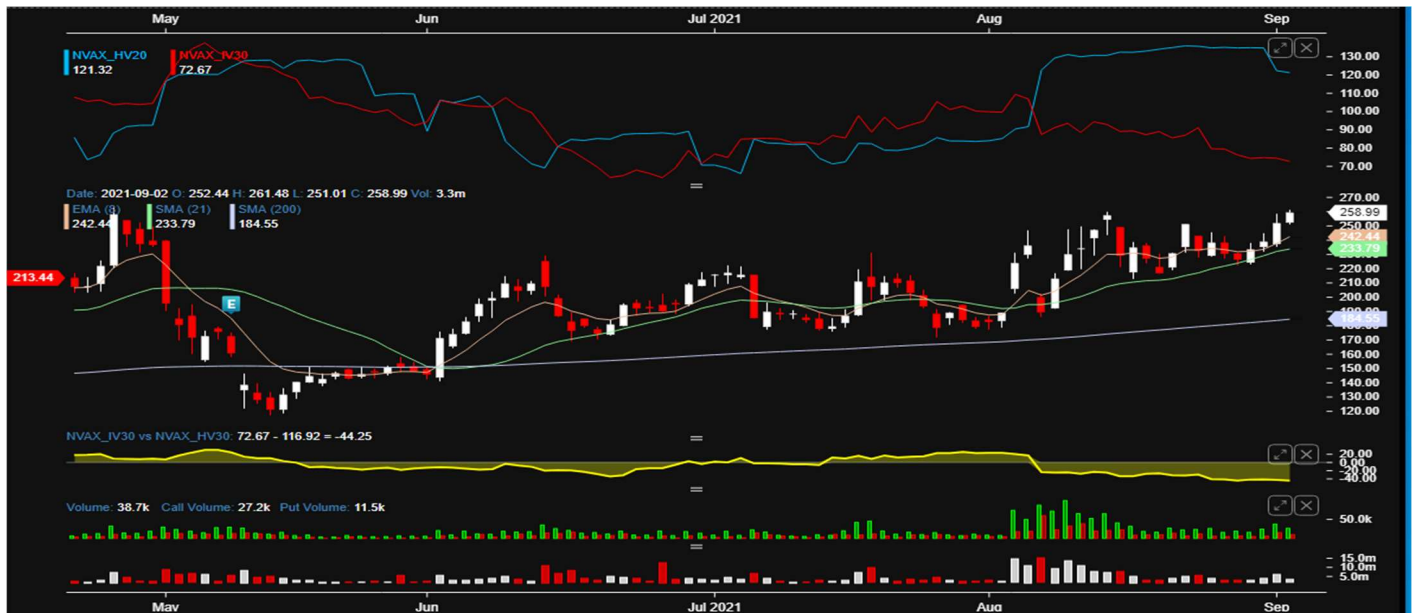 May Jun Jul 2021 Aug Sep
NVAX_HV20 NVAX_IV30
121.32 72.67
130.00
120.00
110.00
100.00
90.00
80.00
70.00
Date: 2021-09-02 O: 252.44 H: 261.48 L: 251.01 C: 258.99 Vol: 3.3m
EMA (8) SMA (21) SMA (200)
242.44 233.79 184.55
270.00
258.99
250.00
242.44
233.79
220.00
213.44
210.00
200.00
184.55
170.00
160.00
150.00
140.00
130.00
120.00
NVAX_IV30 vs NVAX_HV30: 72.67 - 116.92 = -44.25
20.00
0.00
-20.00
-40.00
Volume: 38.7k Call Volume: 27.2k Put Volume: 11.5k
50.0k
15.0m
10.0m
5.0m
May Jun Jul 2021 Aug Sep